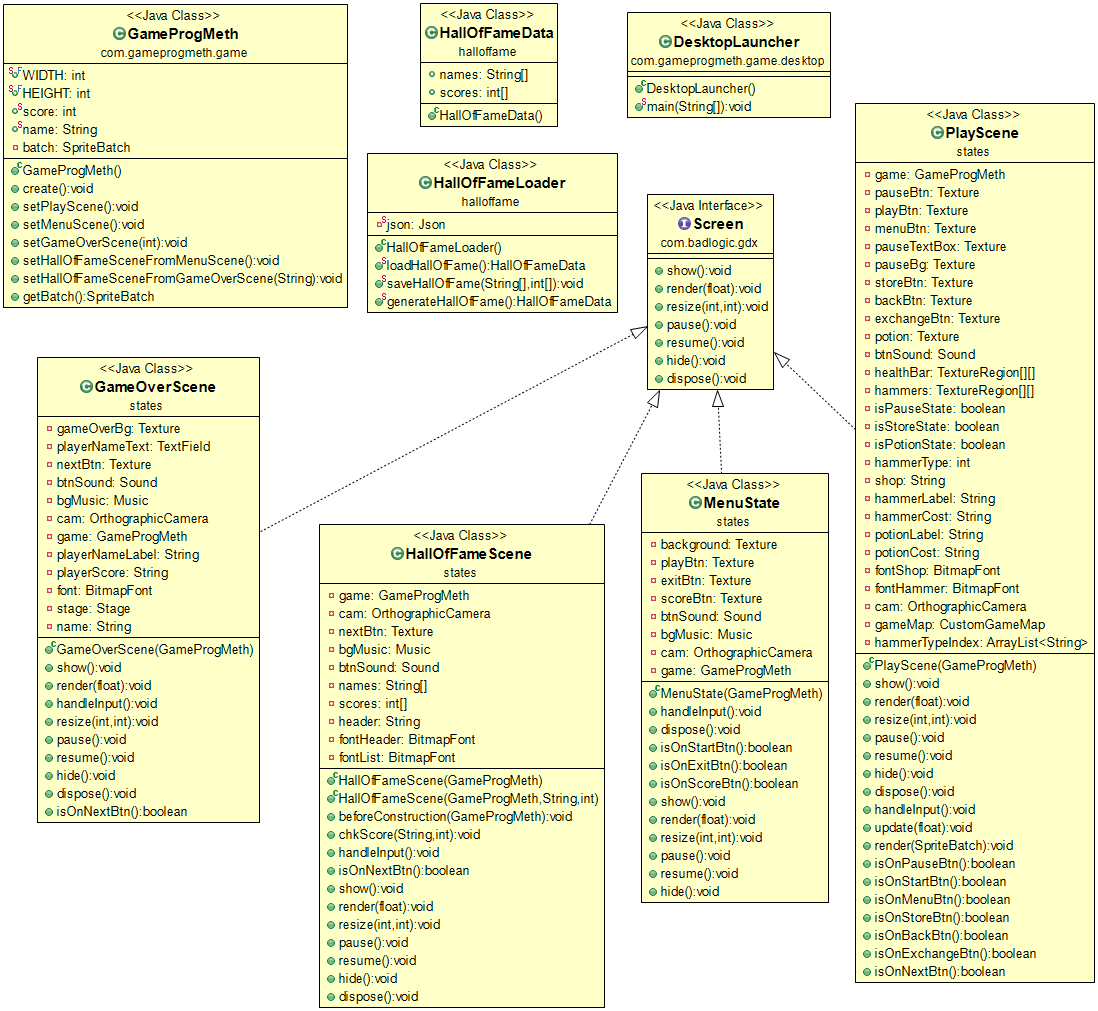 <<Java Class>>
GameProgMeth
com.gameprogmeth.game
WIDTH: int
HEIGHT: int
score: int
name: String
batch: SpriteBatch
GameProgMeth()
create():void
setPlayScene():void
setMenuScene():void
setGameOverScene(int):void
setHallOfFameSceneFromMenuScene():void
setHallOfFameSceneFromGameOverScene(String):void
getBatch():SpriteBatch
<<Java Class>>
HallOfFameData
halloffame
names: String[]
scores: int[]
HallOfFameData()
<<Java Class>>
DesktopLauncher
com.gameprogmeth.game.desktop
DesktopLauncher()
main(String[]):void
<<Java Class>>
HallOfFameLoader
halloffame
json: Json
HallOfFameLoader()
loadHallOfFame():HallOfFameData
saveHallOfFame(String[],int[]):void
generateHallOfFame():HallOfFameData
<<Java Interface>>
Screen
com.badlogic.gdx
show():void
render(float):void
resize(int,int):void
pause():void
resume():void
hide():void
dispose():void
<<Java Class>>
PlayScene
states
game: GameProgMeth
pauseBtn: Texture
playBtn: Texture
menuBtn: Texture
pauseTextBox: Texture
pauseBg: Texture
storeBtn: Texture
backBtn: Texture
exchangeBtn: Texture
potion: Texture
btnSound: Sound
healthBar: TextureRegion[][]
hammers: TextureRegion[][]
isPauseState: boolean
isStoreState: boolean
isPotionState: boolean
hammerType: int
shop: String
hammerLabel: String
hammerCost: String
potionLabel: String
potionCost: String
fontShop: BitmapFont
fontHammer: BitmapFont
cam: OrthographicCamera
gameMap: CustomGameMap
hammerTypeIndex: ArrayList<String>
PlayScene(GameProgMeth)
show():void
render(float):void
resize(int,int):void
pause():void
resume():void
hide():void
dispose():void
handleInput():void
update(float):void
render(SpriteBatch):void
isOnPauseBtn():boolean
isOnStartBtn():boolean
isOnMenuBtn():boolean
isOnStoreBtn():boolean
isOnBackBtn():boolean
isOnExchangeBtn():boolean
isOnNextBtn():boolean
<<Java Class>>
GameOverScene
states
gameOverBg: Texture
playerNameText: TextField
nextBtn: Texture
btnSound: Sound
bgMusic: Music
cam: OrthographicCamera
game: GameProgMeth
playerNameLabel: String
playerScore: String
font: BitmapFont
stage: Stage
name: String
GameOverScene(GameProgMeth)
show():void
render(float):void
handleInput():void
resize(int,int):void
pause():void
resume():void
hide():void
dispose():void
isOnNextBtn():boolean
<<Java Class>>
HallOfFameScene
states
game: GameProgMeth
cam: OrthographicCamera
nextBtn: Texture
bgMusic: Music
btnSound: Sound
names: String[]
scores: int[]
header: String
fontHeader: BitmapFont
fontList: BitmapFont
HallOfFameScene(GameProgMeth)
HallOfFameScene(GameProgMeth,String,int)
beforeConstruction(GameProgMeth):void
chkScore(String,int):void
handleInput():void
isOnNextBtn():boolean
show():void
render(float):void
resize(int,int):void
pause():void
resume():void
hide():void
dispose():void
<<Java Class>>
MenuState
states
background: Texture
playBtn: Texture
exitBtn: Texture
scoreBtn: Texture
btnSound: Sound
bgMusic: Music
cam: OrthographicCamera
game: GameProgMeth
MenuState(GameProgMeth)
handleInput():void
dispose():void
isOnStartBtn():boolean
isOnExitBtn():boolean
isOnScoreBtn():boolean
show():void
render(float):void
resize(int,int):void
pause():void
resume():void
hide():void